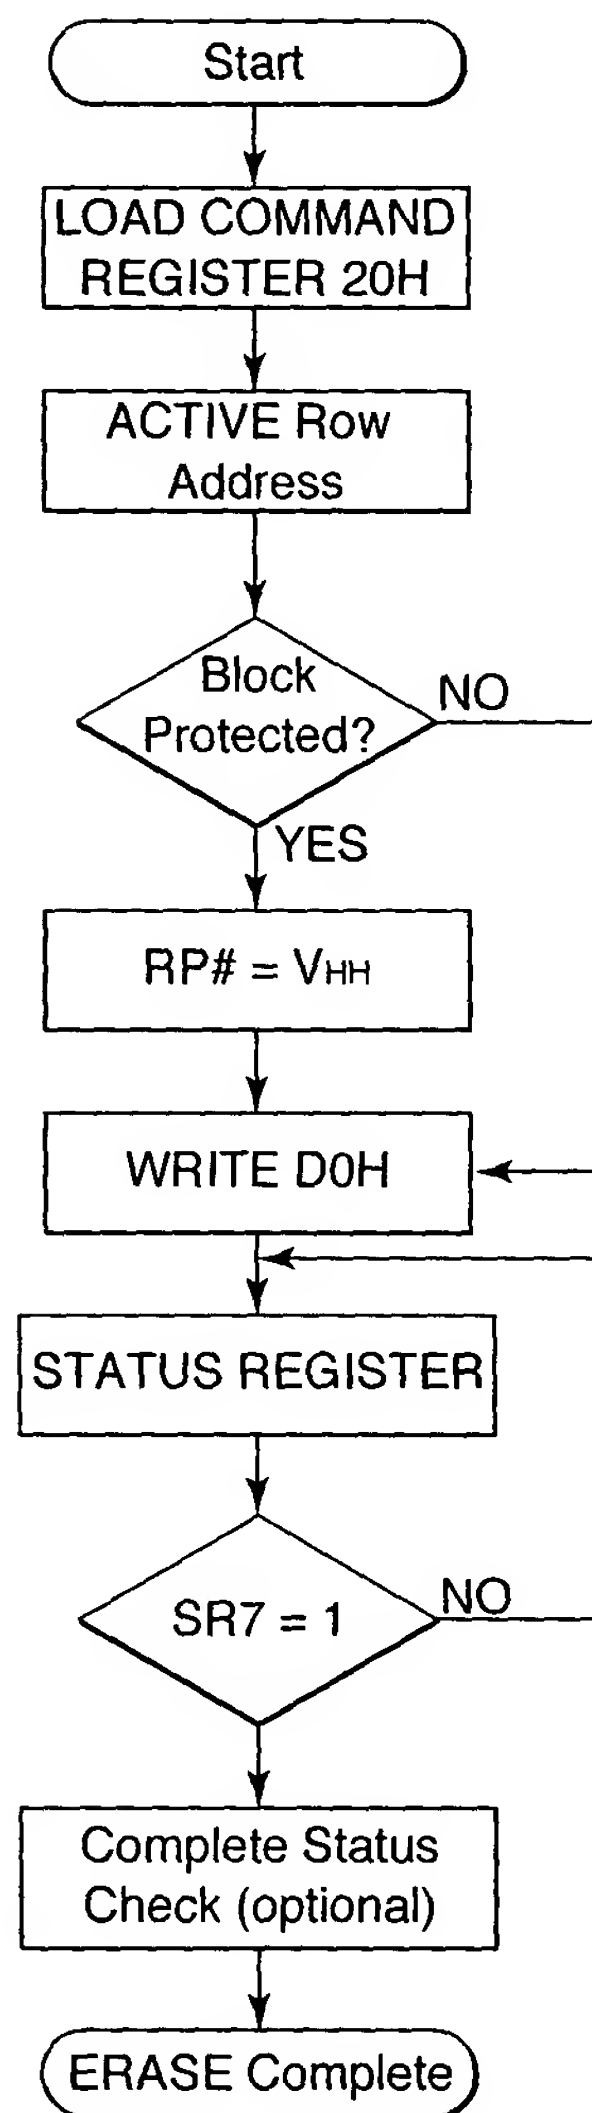 Start
LOAD COMMAND
REGISTER 20H
ACTIVE Row
Address
Block
Protected?
NO
YES
RP# = VHH
WRITE D0H
STATUS REGISTER
SR7 = 1
NO
Complete Status
Check (optional)
ERASE Complete